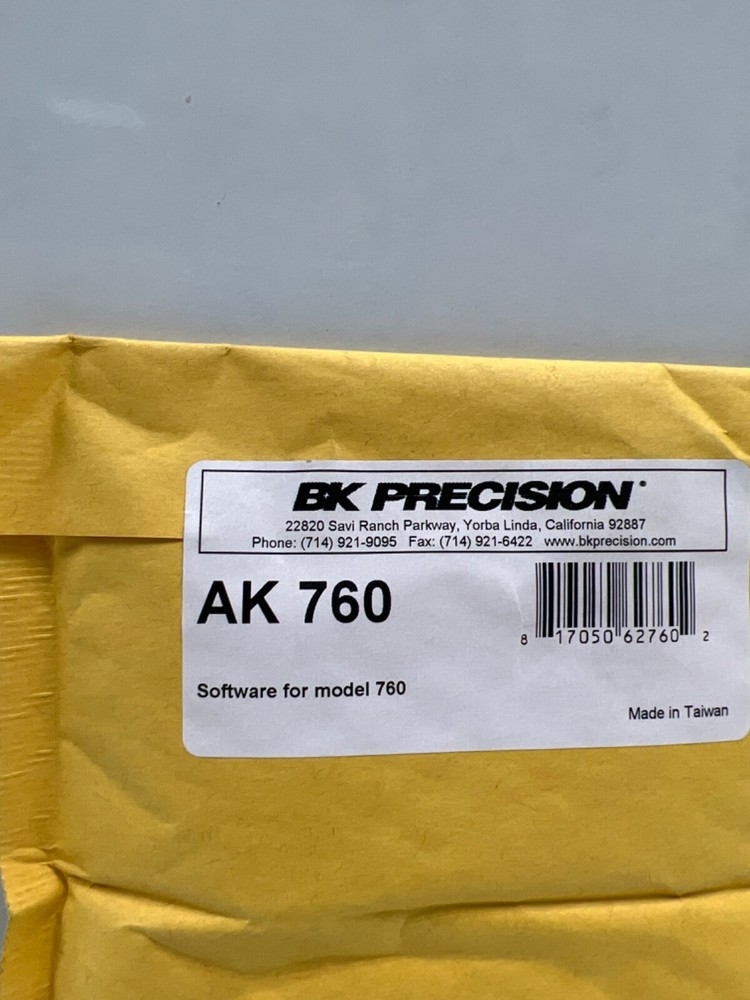 BK PRECISION®
22820 Savi Ranch Parkway, Yorba Linda, California 92887
Phone: (714) 921-9095 Fax: (714) 921-6422 www.bkprecision.com
AK 760
8 17050 62760 2
Software for model 760
Made in Taiwan